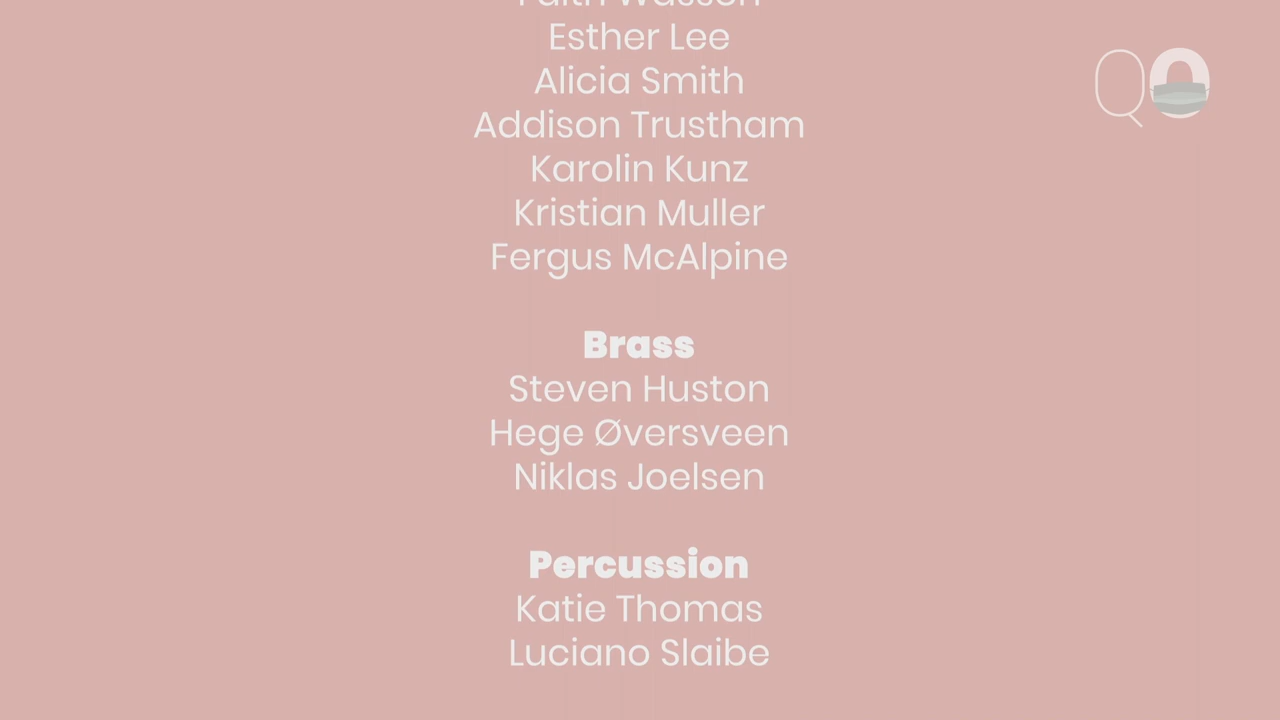 Esther Lee
Alicia Smith
Addison Trustham
Karolin Kunz
Kristian Muller
Fergus McAlpine
Brass
Steven Huston
Hege Øversveen
Niklas Joelsen
Percussion
Katie Thomas
Luciano Slaibe
QO